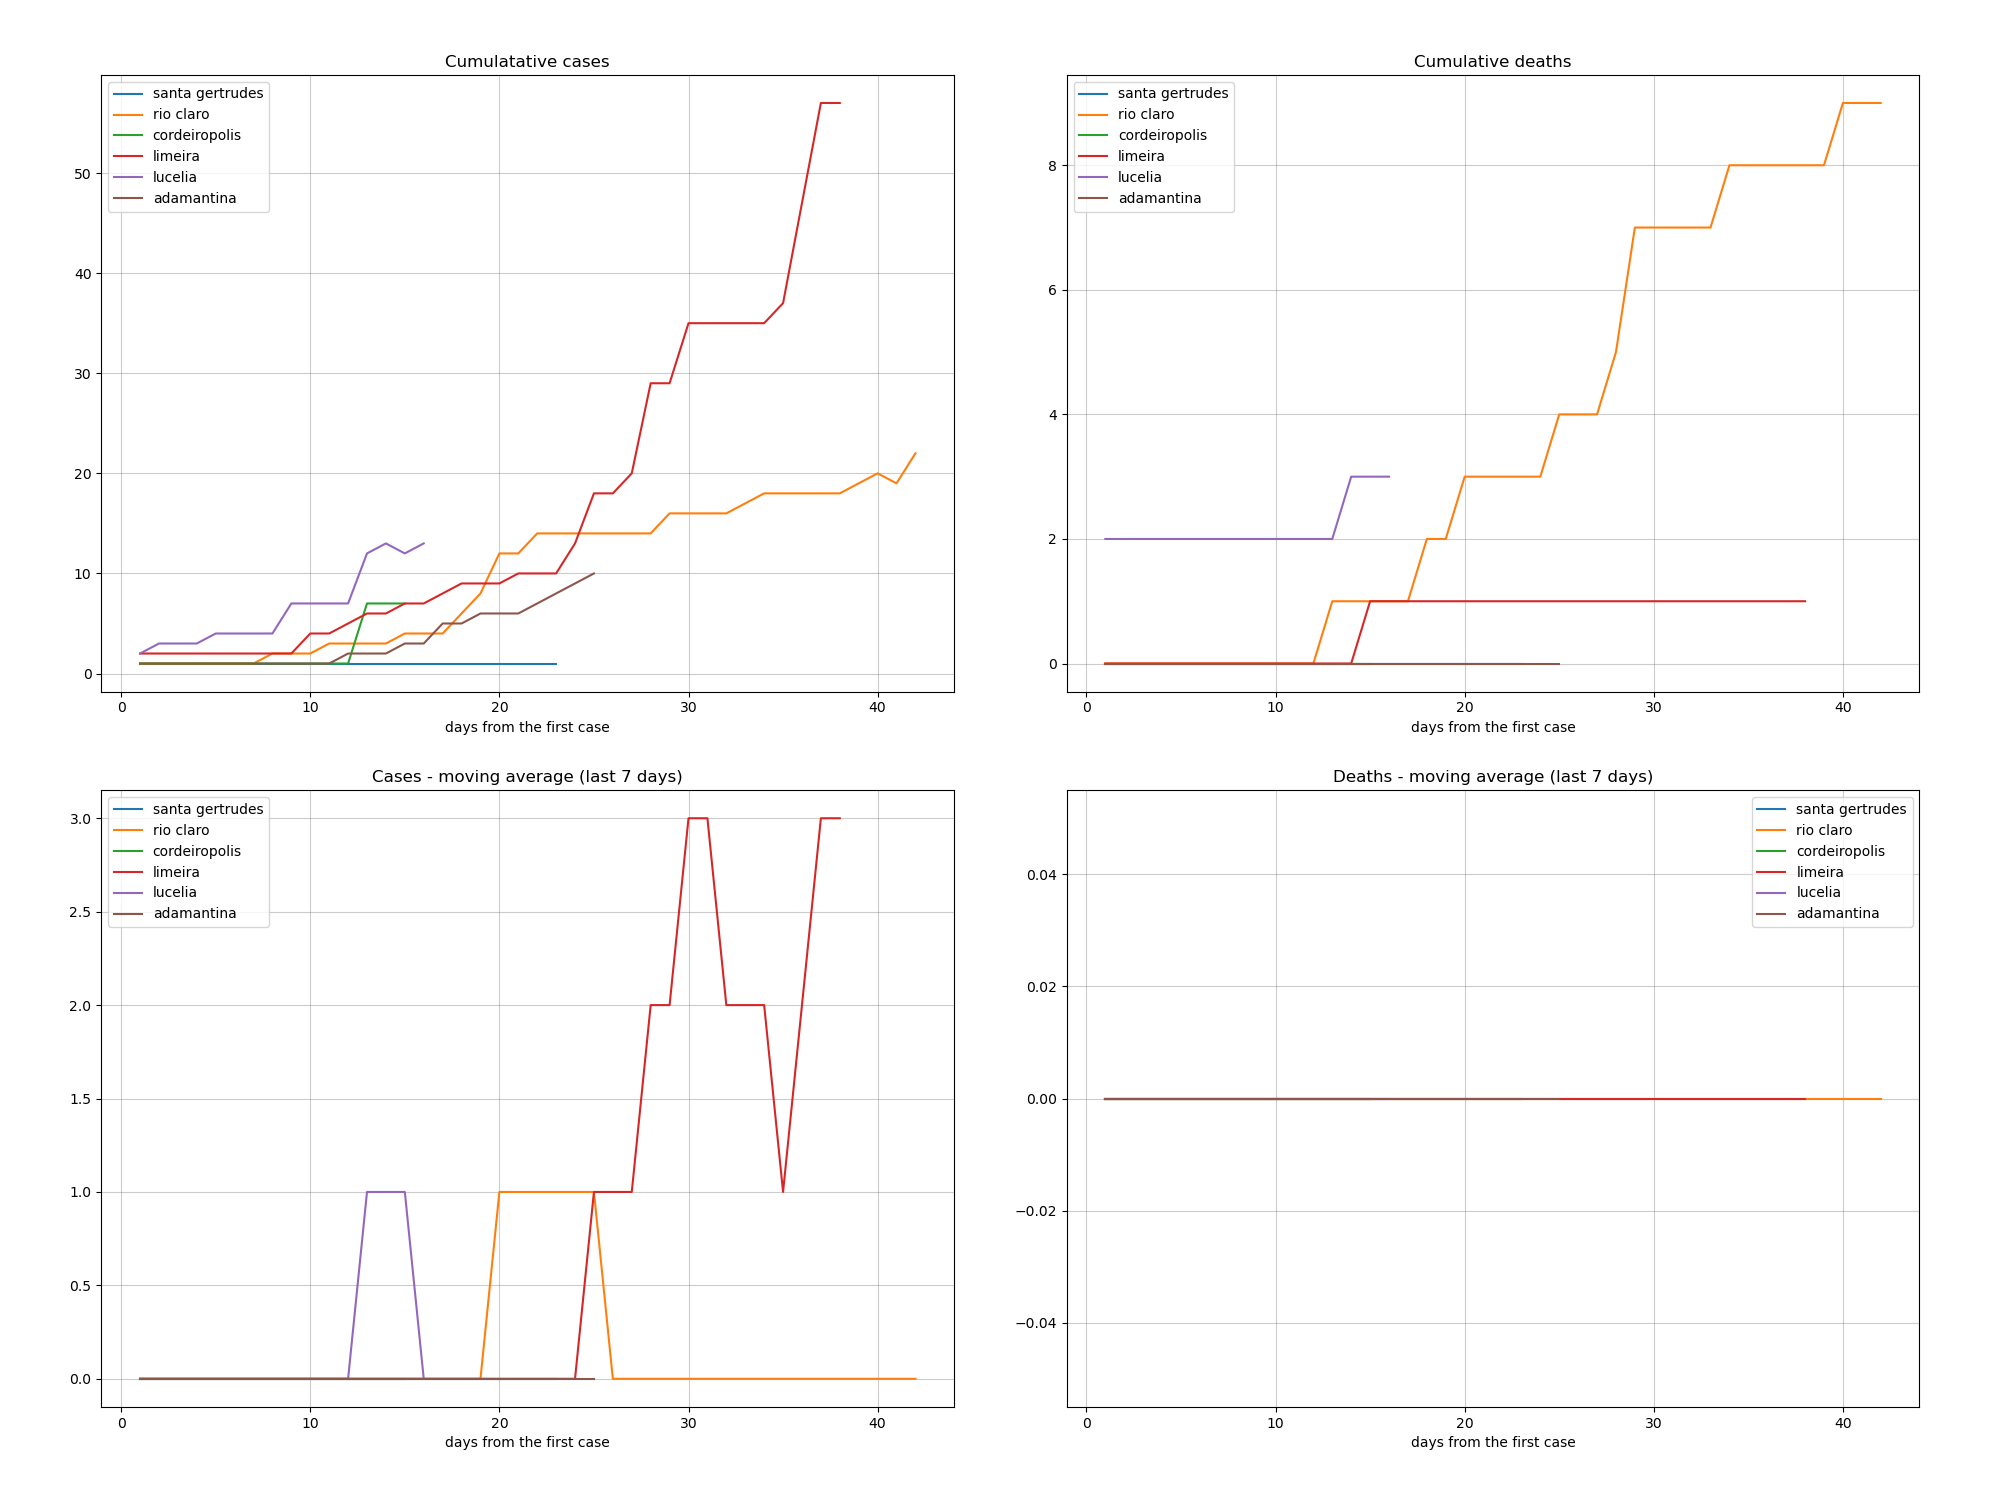 Cumulatative cases
santa gertrudes
rio claro
cordeiropolis
limeira
lucelia
adamantina
50
40
30
20
10
0
0 10 20 30 40
days from the first case
Cumulative deaths
santa gertrudes
rio claro
cordeiropolis
limeira
lucelia
adamantina
8
6
4
2
0
0 10 20 30 40
days from the first case
Cases - moving average (last 7 days)
santa gertrudes
rio claro
cordeiropolis
limeira
lucelia
adamantina
3.0
2.5
2.0
1.5
1.0
0.5
0.0
0 10 20 30 40
days from the first case
Deaths - moving average (last 7 days)
santa gertrudes
rio claro
cordeiropolis
limeira
lucelia
adamantina
0.04
0.02
0.00
−0.02
−0.04
0 10 20 30 40
days from the first case